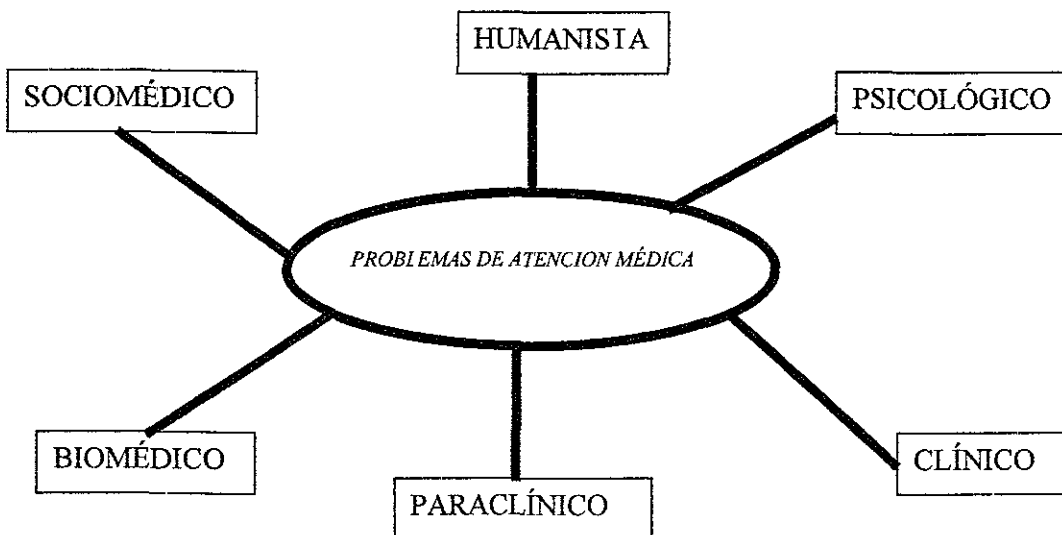 HUMANISTA
SOCIOMÉDICO
PSICOLÓGICO
PROBLEMAS DE ATENCION MÉDICA
BIOMÉDICO
CLÍNICO
PARACLÍNICO